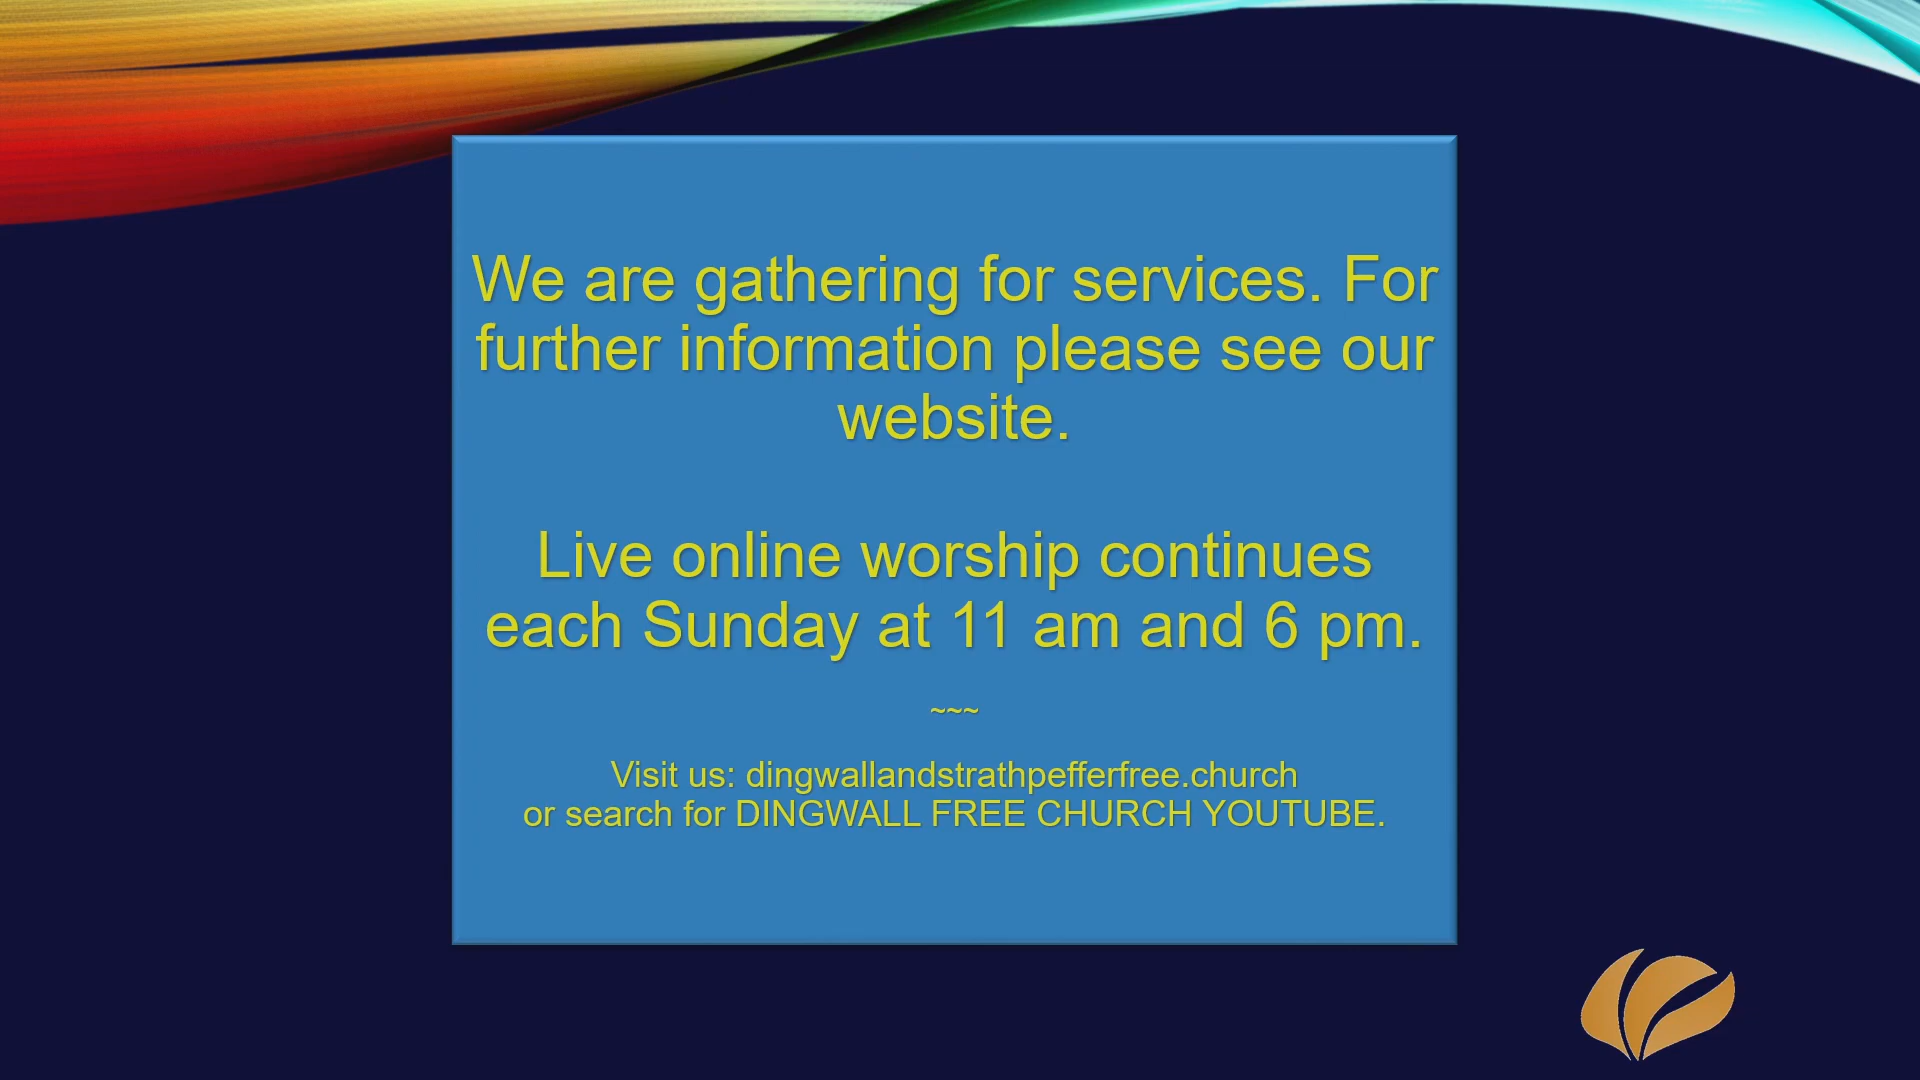 We are gathering for services. For
further information please see our
website.
Live online worship continues
each Sunday at 11 am and 6 pm.
~~~
Visit us: dingwallandstrathpefferfree.church
or search for DINGWALL FREE CHURCH YOUTUBE.